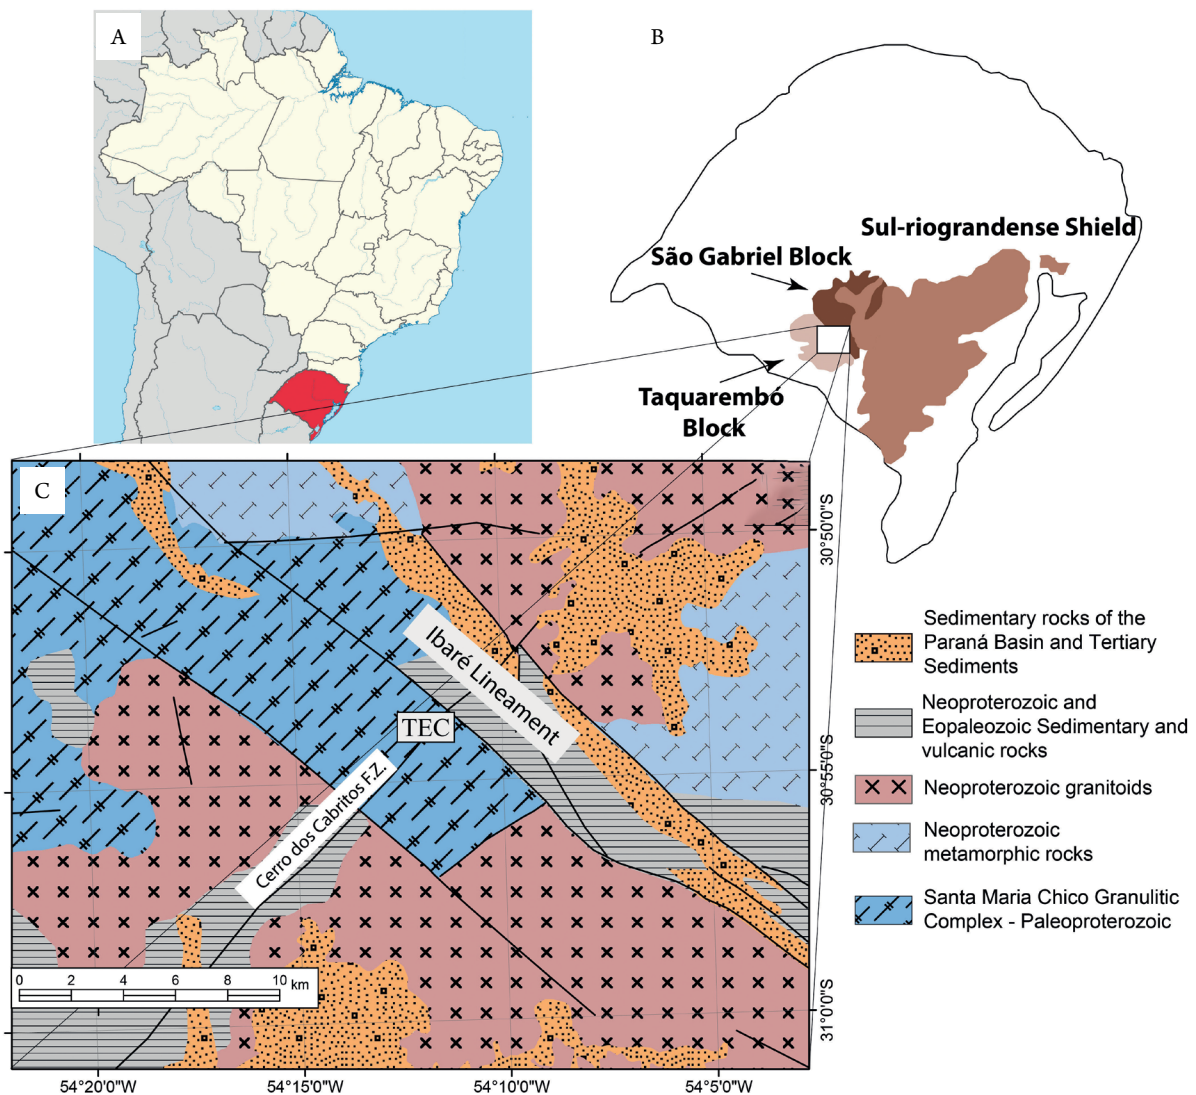 A
B
Sul-riograndense Shield
São Gabriel Block
Taquarembó
Block
C
Ibaré Lineament
TEC
Cerro dos Cabritos F.Z.
0 2 4 6 8 10 km
54°20'0"W 54°15'0"W 54°10'0"W 54°5'0"W
30°50'0"S
30°55'0"S
31°0'0"S
Sedimentary rocks of the
Paraná Basin and Tertiary
Sediments
Neoproterozoic and
Eopaleozoic Sedimentary and
vulcanic rocks
Neoproterozoic granitoids
Neoproterozoic
metamorphic rocks
Santa Maria Chico Granulitic
Complex - Paleoproterozoic